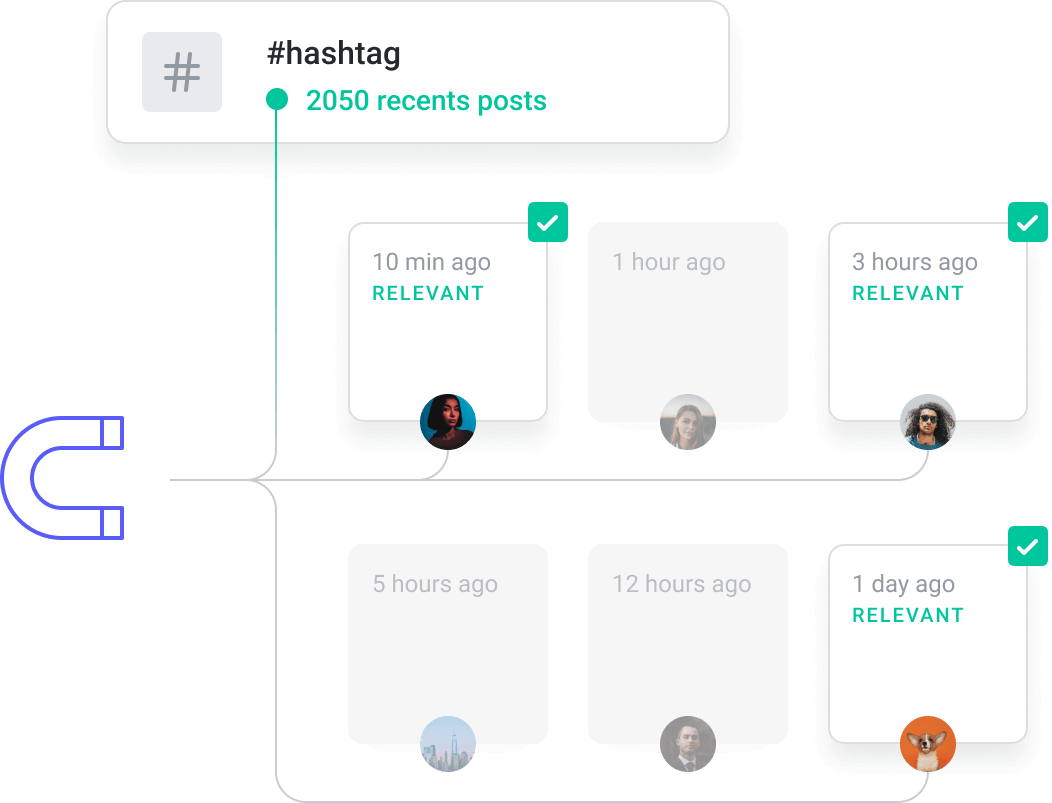 #
#hashtag
2050 recents posts
10 min ago
RELEVANT
1 hour ago
3 hours ago
RELEVANT
5 hours ago
12 hours ago
1 day ago
RELEVANT